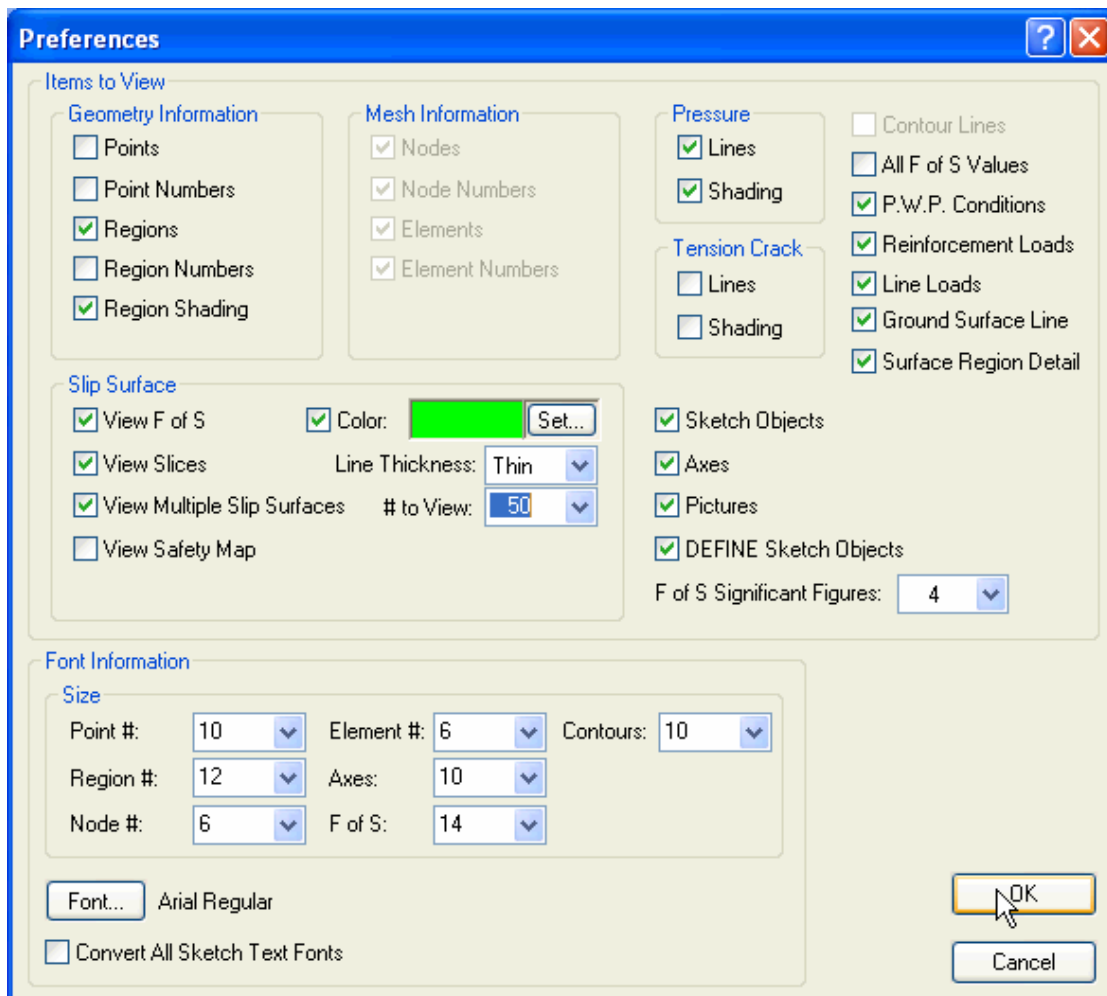 Preferences
Items to View
Geometry Information
Points
Point Numbers
Regions
Region Numbers
Region Shading
Mesh Information
Nodes
Node Numbers
Elements
Element Numbers
Pressure
Lines
Shading
Tension Crack
Lines
Shading
Contour Lines
All F of S Values
P.W.P. Conditions
Reinforcement Loads
Line Loads
Ground Surface Line
Surface Region Detail
Slip Surface
View F of S
Color: Set...
View Slices
Line Thickness: Thin
View Multiple Slip Surfaces
# to View: 50
View Safety Map
Sketch Objects
Axes
Pictures
DEFINE Sketch Objects
F of S Significant Figures: 4
Font Information
Size
Point #: 10 Element #: 6 Contours: 10
Region #: 12 Axes: 10
Node #: 6 F of S: 14
Font... Arial Regular
Convert All Sketch Text Fonts
OK
Cancel